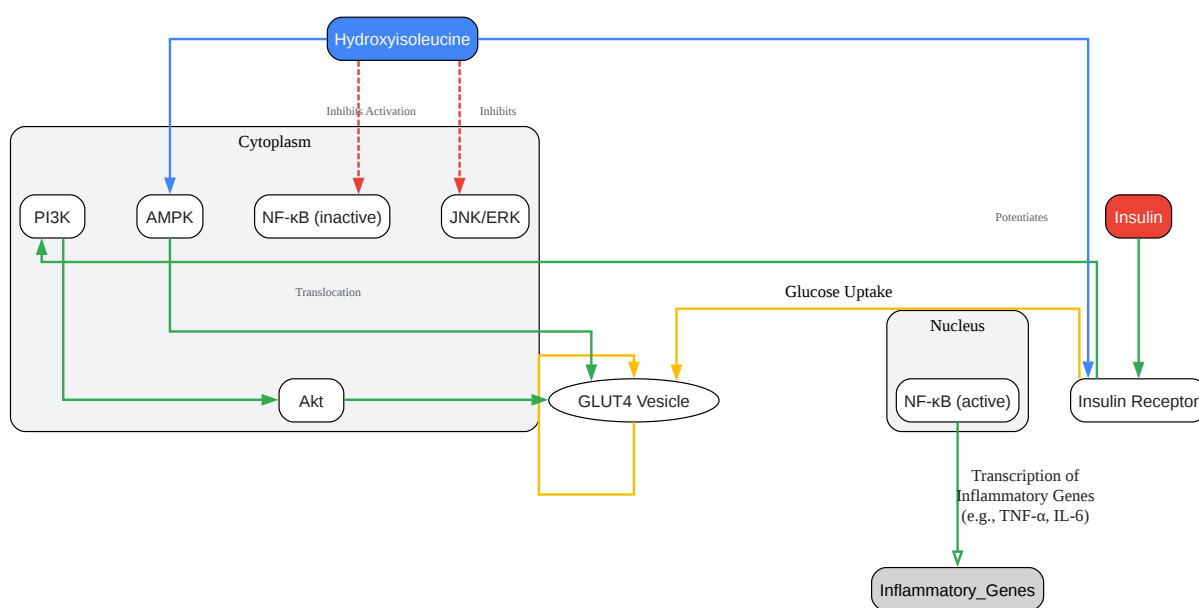 Hydroxyisoleucine
Inhibits Activation
Inhibits
Cytoplasm
PI3K
AMPK
NF-κB (inactive)
JNK/ERK
Potentiates
Insulin
Translocation
Glucose Uptake
Nucleus
Akt
GLUT4 Vesicle
NF-κB (active)
Insulin Receptor
Transcription of
Inflammatory Genes
(e.g., TNF-α, IL-6)
Inflammatory_Genes